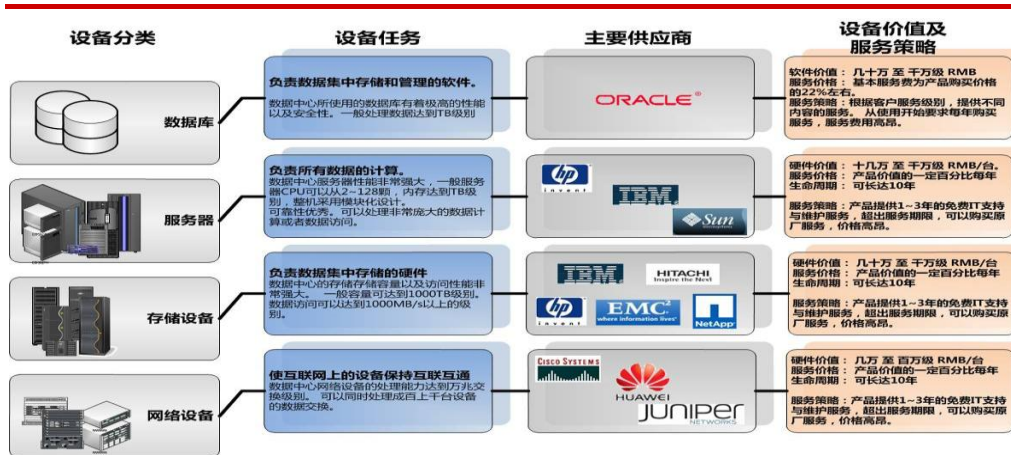 设备分类
设备任务
主要供应商
设备价值及
服务策略
数据库
负责数据集中存储和管理的软件。
数据中心所使用的数据库有着极高的性能
以及安全性。一般处理数据达到TB级别
ORACLE®
软件价值： 几十万 至 千万级 RMB
服务价格： 基本服务费为产品购买价格
的22%左右。
服务策略：根据客户服务级别，提供不同
内容的服务。 从使用开始要求每年购买
服务，服务费用高昂。
服务器
负责所有数据的计算。
数据中心服务器性能非常强大，一般服务
器CPU可以从2~128颗，内存达到TB级
别，整机采用模块化设计。
可靠性优秀。可以处理非常庞大的数据计
算或者数据访问。
hp
invent
IBM
Sun
硬件价值： 十几万 至 千万级 RMB/台。
服务价格： 产品价值的一定百分比每年
生命周期： 可长达10年
服务策略：产品提供1~3年的免费IT支持
与维护服务，超出服务期限，可以购买原
厂服务，价格高昂。
存储设备
负责数据集中存储的硬件
数据中心的存储存储容量以及访问性能非
常强大。 一般容量可达到1000TB级别。
数据访问可以达到1000MB/s以上的级
别。
IBM
HITACHI
Inspire the Next
hp
invent
EMC²
where information lives®
NetApp
硬件价值： 几十万 至 千万级 RMB/台
服务价格： 产品价值的一定百分比每年
生命周期： 可长达10年
服务策略：产品提供1~3年的免费IT支持
与维护服务，超出服务期限，可以购买原
厂服务，价格高昂。
网络设备
使互联网上的设备保持互联互通
数据中心网络设备的处理能力达到万兆交
换级别。 可以同时处理成百上千台设备
的数据交换。
CISCO SYSTEMS
HUAWEI
JUNIPER
NETWORKS
硬件价值： 几万 至 百万级 RMB/台
服务价格： 产品价值的一定百分比每年
生命周期： 可长达10年
服务策略：产品提供1~3年的免费IT支持
与维护服务，超出服务期限，可以购买原
厂服务，价格高昂。